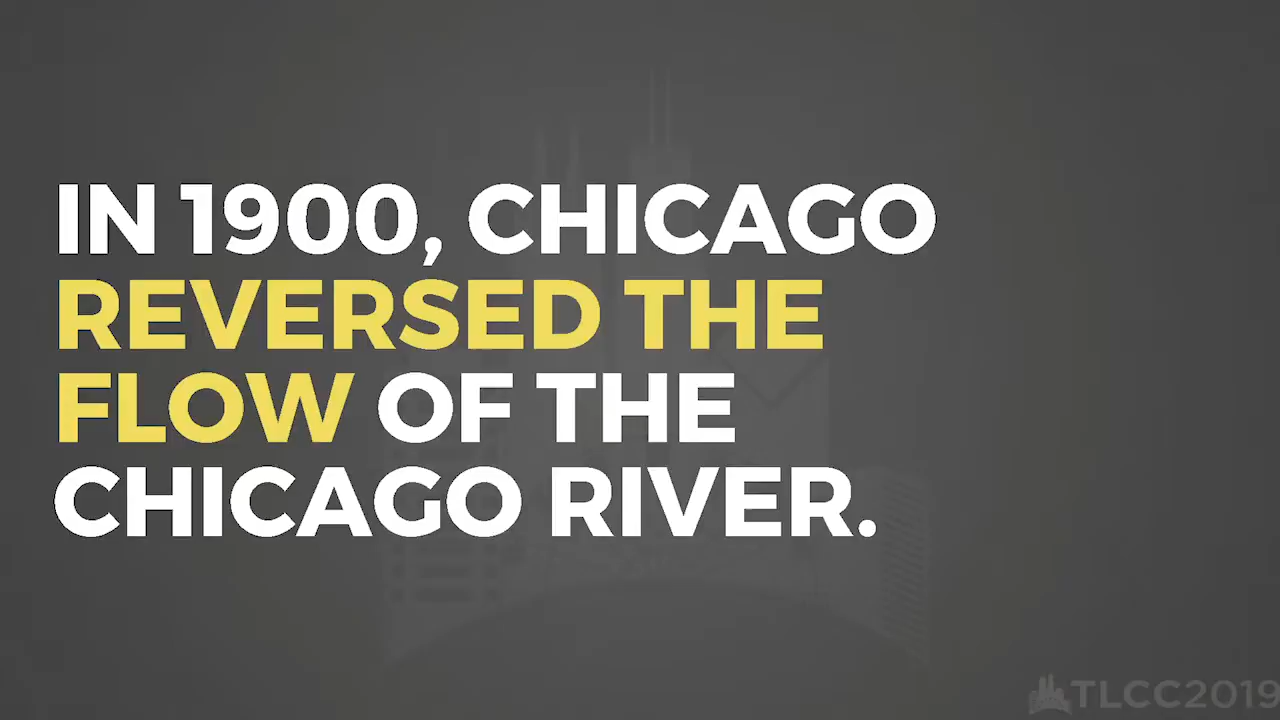 IN 1900, CHICAGO
REVERSED THE
FLOW OF THE
CHICAGO RIVER.
TLCC2019